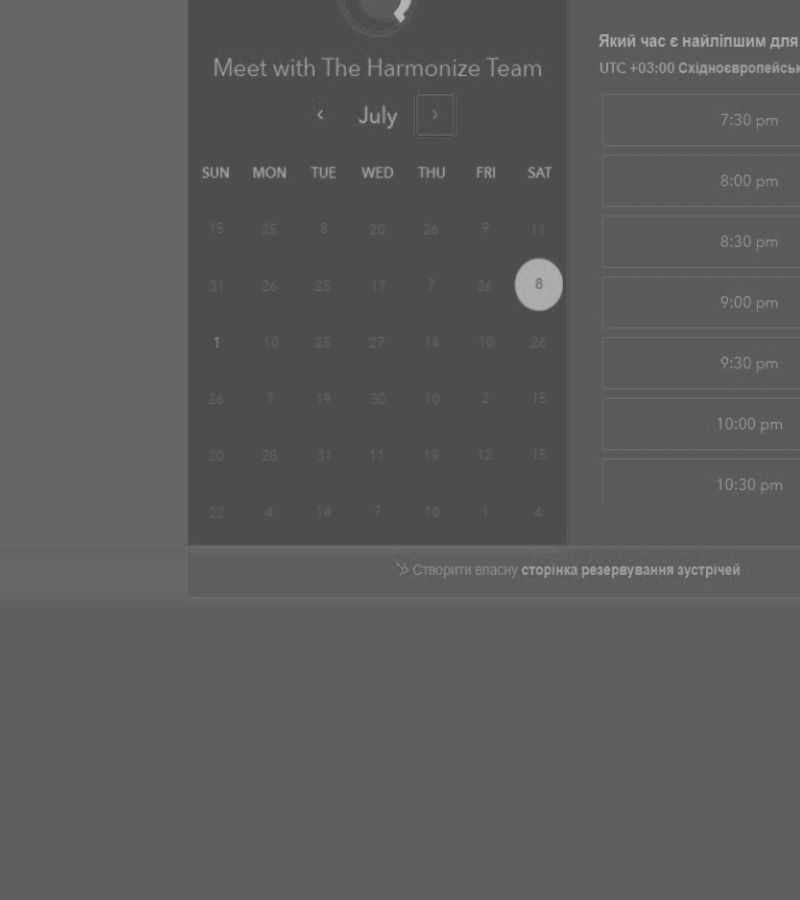 Meet with The Harmonize Team
July
SUN MON TUE WED THU FRI SAT
15 25 8 20 26 9 11
31 26 25 17 7 26 8
1 10 25 27 16 10 26
26 7 19 30 10 2 15
20 28 31 11 19 12 15
22 4 14 7 10 1 4
Який час є найліпшим для
UTC +03:00 Східноєвропейськ
7:30 pm
8:00 pm
8:30 pm
9:00 pm
9:30 pm
10:00 pm
10:30 pm
Створити власну сторінка резервування зустрічей